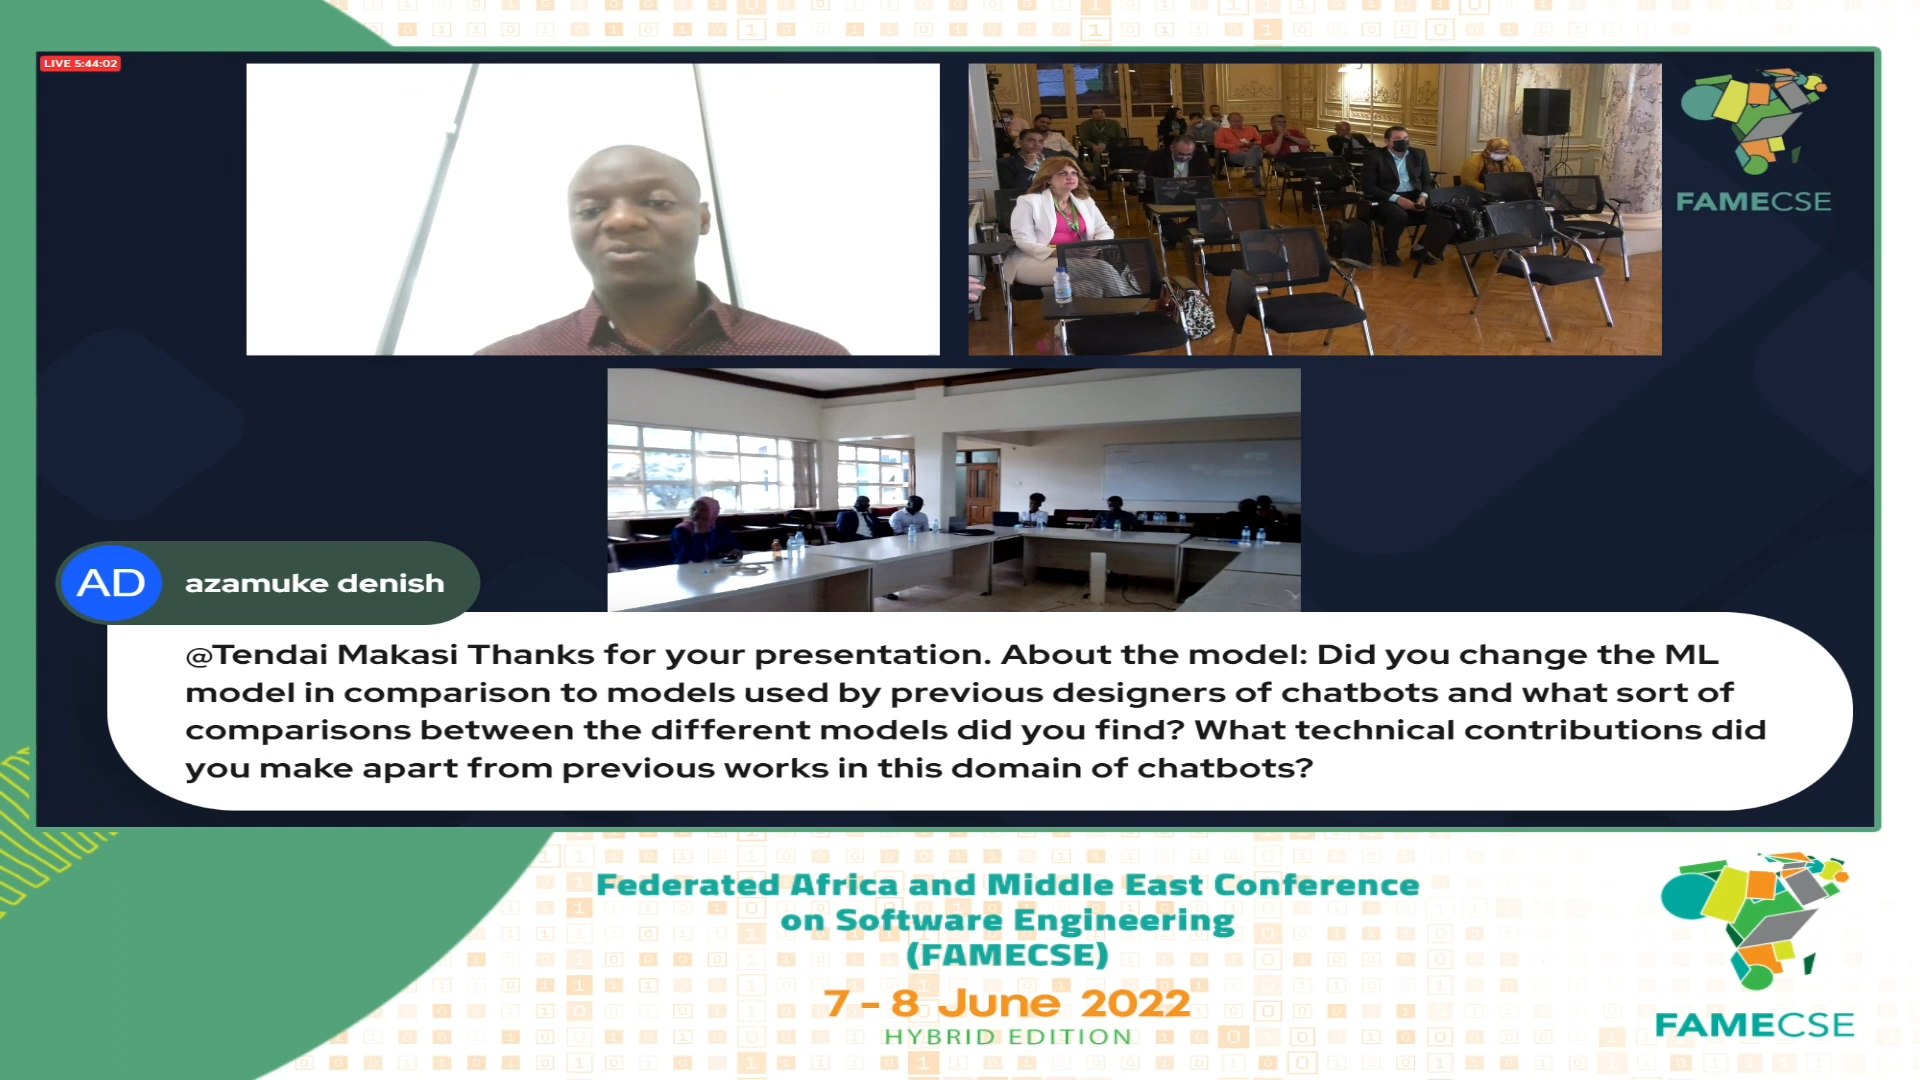 LIVE 5:44:02
FAMECSE
AD
azamuke denish
@Tendai Makasi Thanks for your presentation. About the model: Did you change the ML
model in comparison to models used by previous designers of chatbots and what sort of
comparisons between the different models did you find? What technical contributions did
you make apart from previous works in this domain of chatbots?
Federated Africa and Middle East Conference
on Software Engineering
(FAMECSE)
7 - 8 June 2022
HYBRID EDITION
FAMECSE